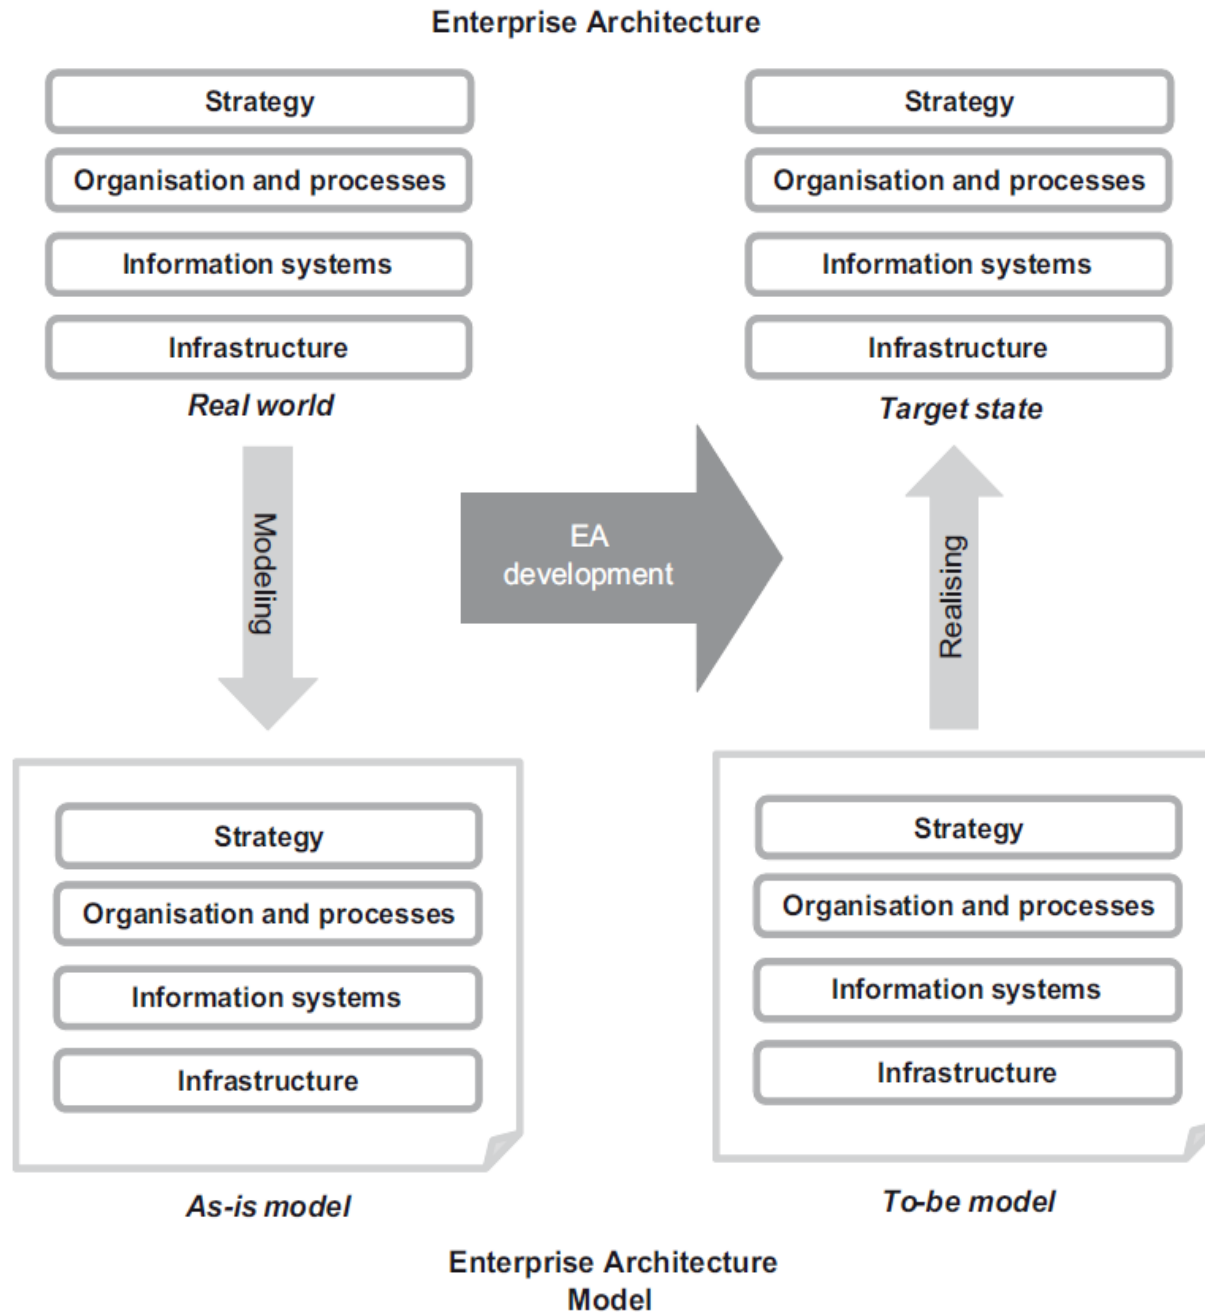 Enterprise Architecture
Strategy
Organisation and processes
Information systems
Infrastructure
Real world
Strategy
Organisation and processes
Information systems
Infrastructure
Target state
Modeling
EA
development
Realising
Strategy
Organisation and processes
Information systems
Infrastructure
As-is model
Strategy
Organisation and processes
Information systems
Infrastructure
To-be model
Enterprise Architecture
Model